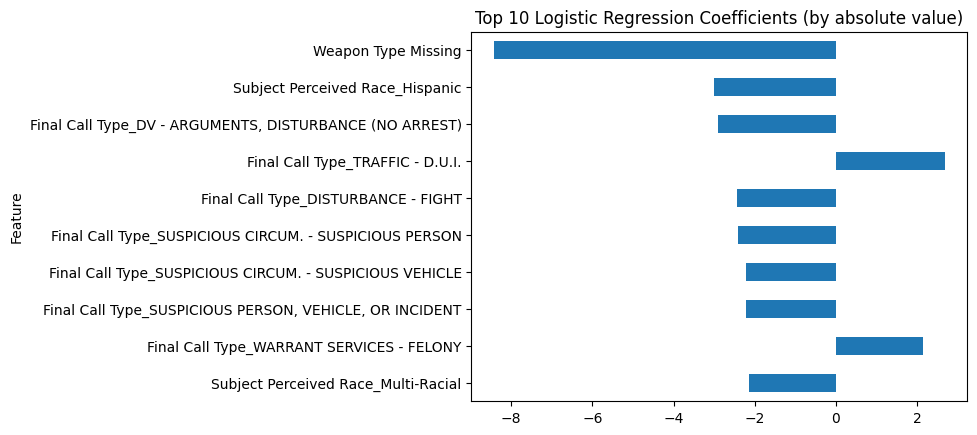 Top 10 Logistic Regression Coefficients (by absolute value)
Weapon Type Missing
Subject Perceived Race_Hispanic
Final Call Type_DV - ARGUMENTS, DISTURBANCE (NO ARREST)
Final Call Type_TRAFFIC - D.U.I.
Final Call Type_DISTURBANCE - FIGHT
Final Call Type_SUSPICIOUS CIRCUM. - SUSPICIOUS PERSON
Final Call Type_SUSPICIOUS CIRCUM. - SUSPICIOUS VEHICLE
Final Call Type_SUSPICIOUS PERSON, VEHICLE, OR INCIDENT
Final Call Type_WARRANT SERVICES - FELONY
Subject Perceived Race_Multi-Racial
Feature
−8 −6 −4 −2 0 2